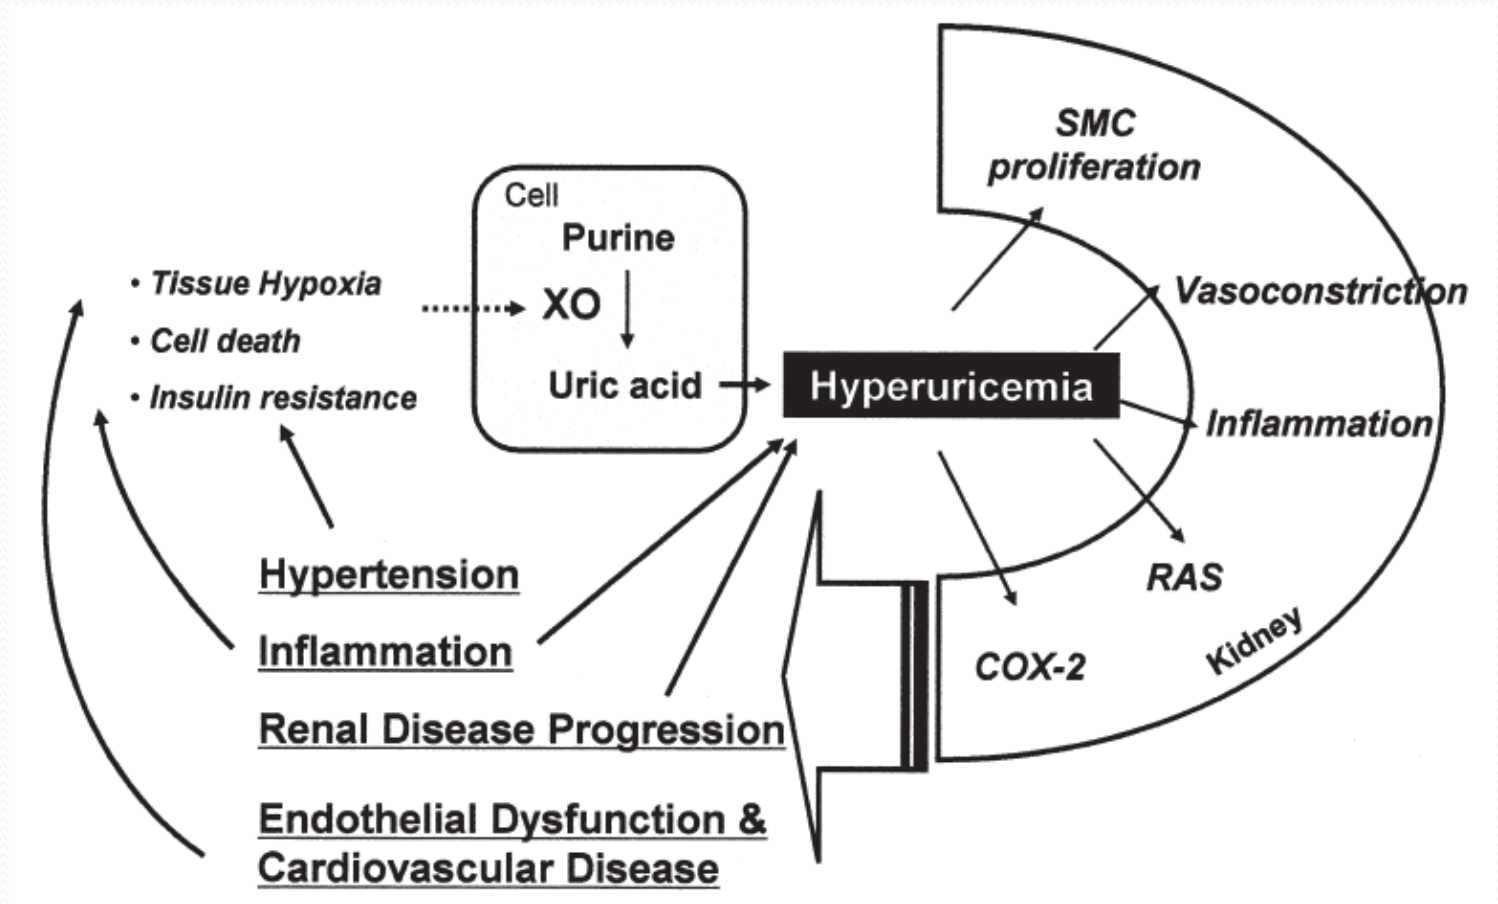 SMC
proliferation
Cell
Purine
• Tissue Hypoxia
XO
Vasoconstriction
• Cell death
Uric acid
Hyperuricemia
• Insulin resistance
Inflammation
Hypertension
RAS
Inflammation
COX-2
Kidney
Renal Disease Progression
Endothelial Dysfunction &
Cardiovascular Disease